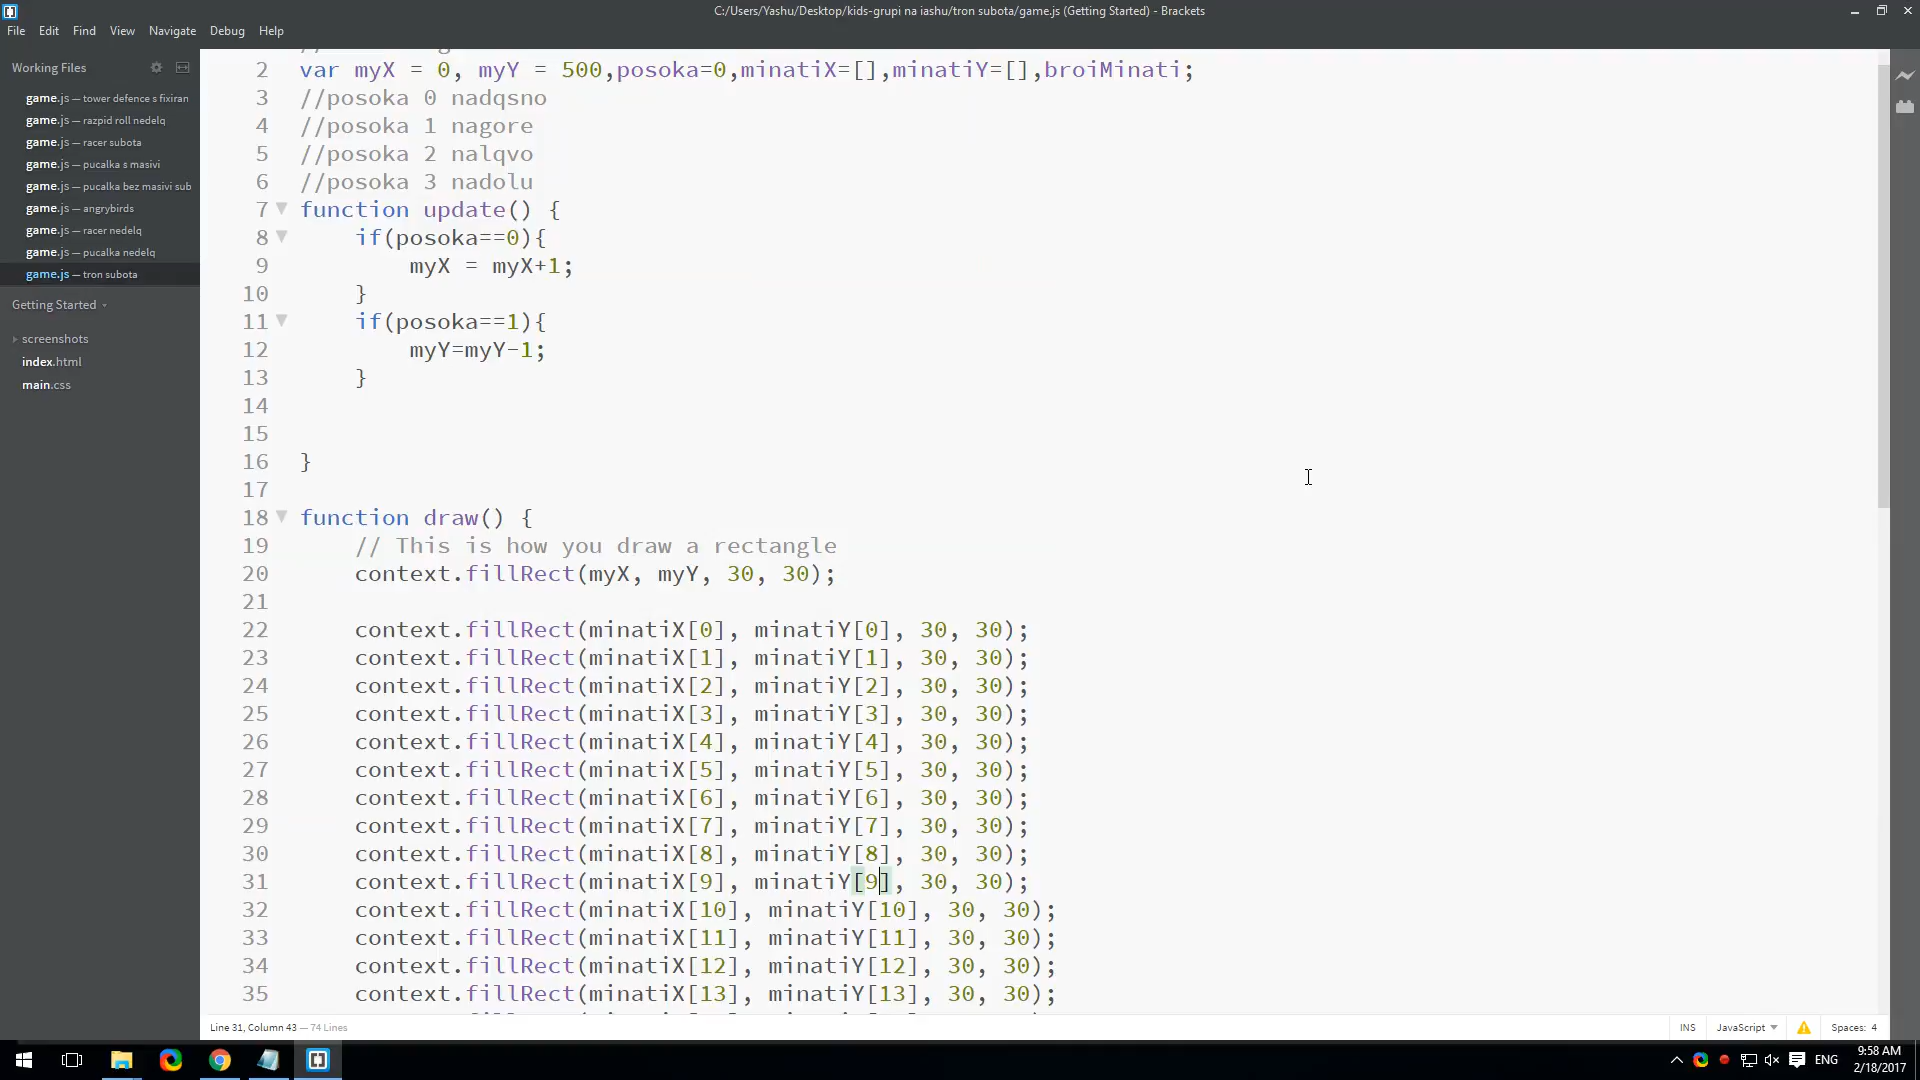 C:/Users/Yashu/Desktop/kids-grupi na iashu/tron subota/game.js (Getting Started) - Brackets
File Edit Find View Navigate Debug Help
Working Files
game.js — tower defence s fixiran
game.js — razpid roll nedelq
game.js — racer subota
game.js — pucalka s masivi
game.js — pucalka bez masivi sub
game.js — angrybirds
game.js — racer nedelq
game.js — pucalka nedelq
game.js — tron subota
Getting Started
screenshots
index.html
main.css
2 var myX = 0, myY = 500,posoka=0,minatiX=[],minatiY=[],broiMinati;
3 //posoka 0 nadqsno
4 //posoka 1 nagore
5 //posoka 2 nalqvo
6 //posoka 3 nadolu
7 function update() {
8 if(posoka==0){
9 myX = myX+1;
10 }
11 if(posoka==1){
12 myY=myY-1;
13 }
14
15
16 }
17
18 function draw() {
19 // This is how you draw a rectangle
20 context.fillRect(myX, myY, 30, 30);
21
22 context.fillRect(minatiX[0], minatiY[0], 30, 30);
23 context.fillRect(minatiX[1], minatiY[1], 30, 30);
24 context.fillRect(minatiX[2], minatiY[2], 30, 30);
25 context.fillRect(minatiX[3], minatiY[3], 30, 30);
26 context.fillRect(minatiX[4], minatiY[4], 30, 30);
27 context.fillRect(minatiX[5], minatiY[5], 30, 30);
28 context.fillRect(minatiX[6], minatiY[6], 30, 30);
29 context.fillRect(minatiX[7], minatiY[7], 30, 30);
30 context.fillRect(minatiX[8], minatiY[8], 30, 30);
31 context.fillRect(minatiX[9], minatiY[9], 30, 30);
32 context.fillRect(minatiX[10], minatiY[10], 30, 30);
33 context.fillRect(minatiX[11], minatiY[11], 30, 30);
34 context.fillRect(minatiX[12], minatiY[12], 30, 30);
35 context.fillRect(minatiX[13], minatiY[13], 30, 30);
Line 31, Column 43 — 74 Lines
INS JavaScript Spaces: 4
ENG
9:58 AM
2/18/2017